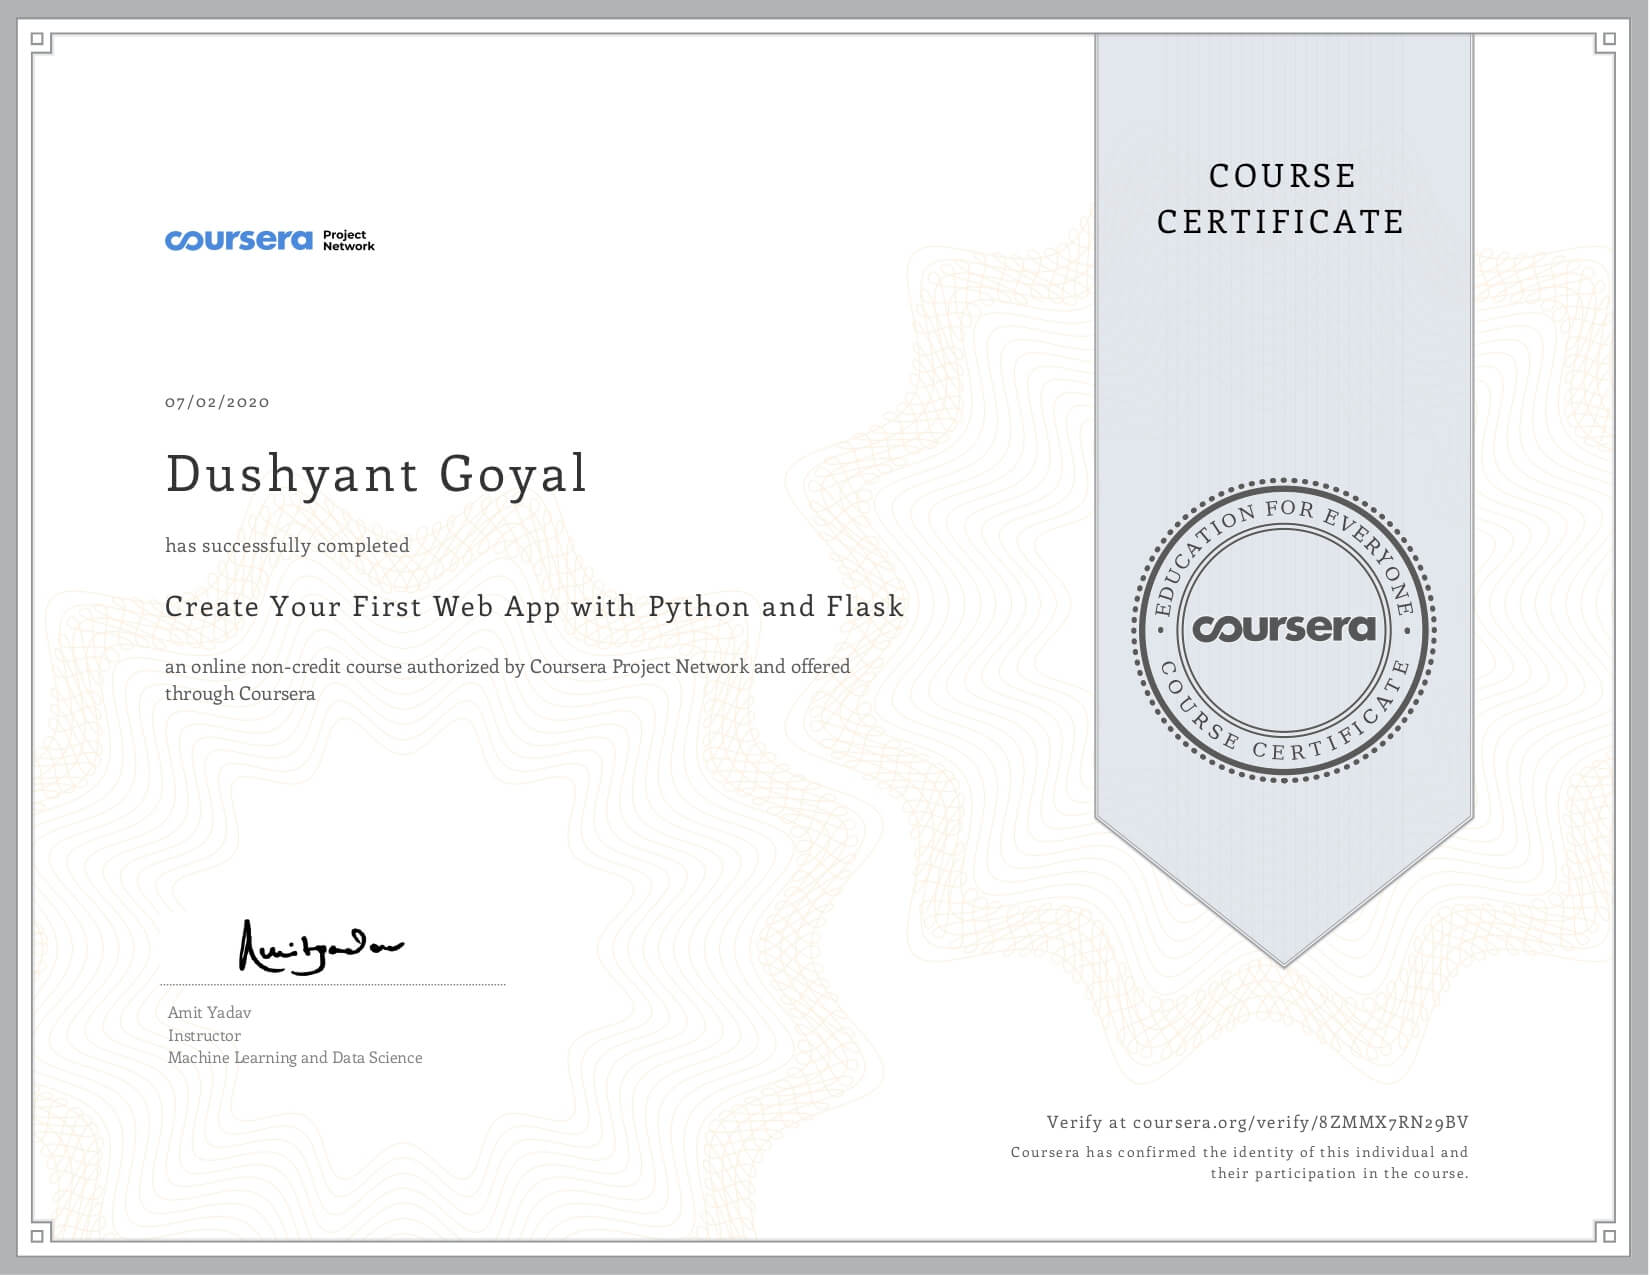 COURSE
CERTIFICATE
coursera Project
Network
07/02/2020
Dushyant Goyal
has successfully completed
Create Your First Web App with Python and Flask
an online non-credit course authorized by Coursera Project Network and offered
through Coursera
EDUCATION FOR EVERYONE
coursera
COURSE CERTIFICATE
Amit Yadav
Amit Yadav
Instructor
Machine Learning and Data Science
Verify at coursera.org/verify/8ZMMX7RN29BV
Coursera has confirmed the identity of this individual and
their participation in the course.